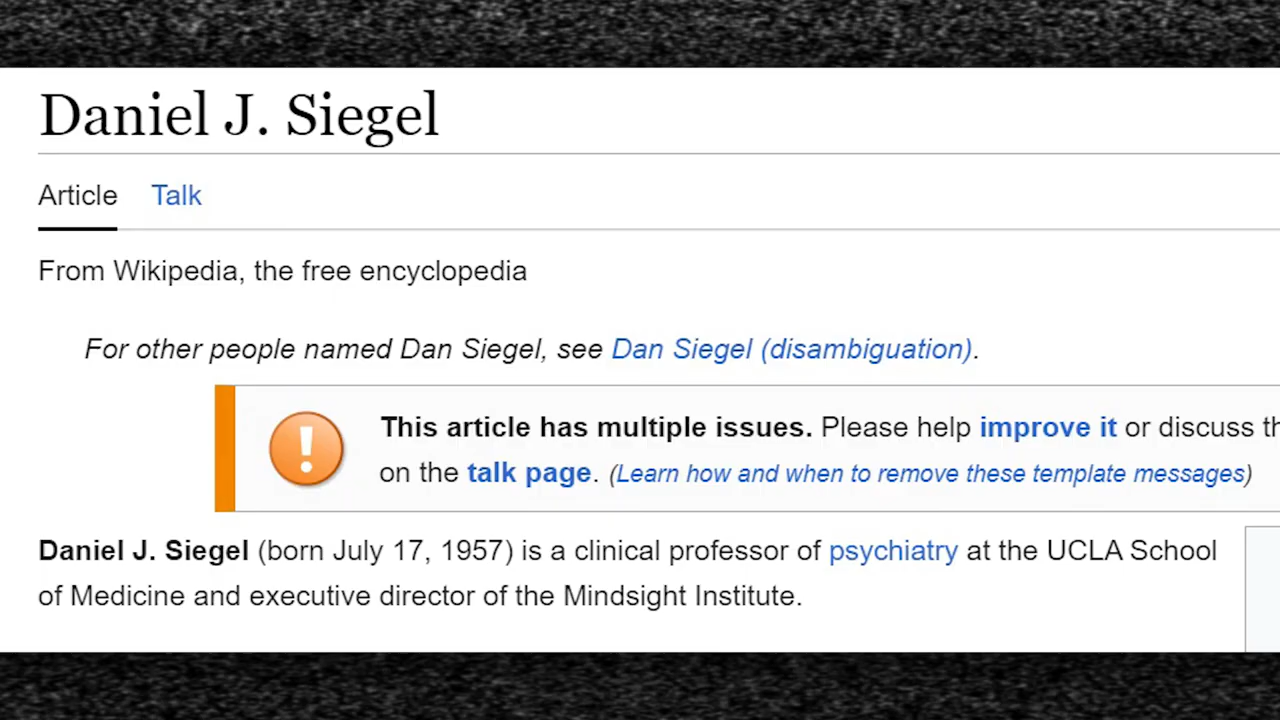 Daniel J. Siegel
Article Talk
From Wikipedia, the free encyclopedia
For other people named Dan Siegel, see Dan Siegel (disambiguation).
This article has multiple issues. Please help improve it or discuss th
on the talk page. (Learn how and when to remove these template messages)
Daniel J. Siegel (born July 17, 1957) is a clinical professor of psychiatry at the UCLA School
of Medicine and executive director of the Mindsight Institute.